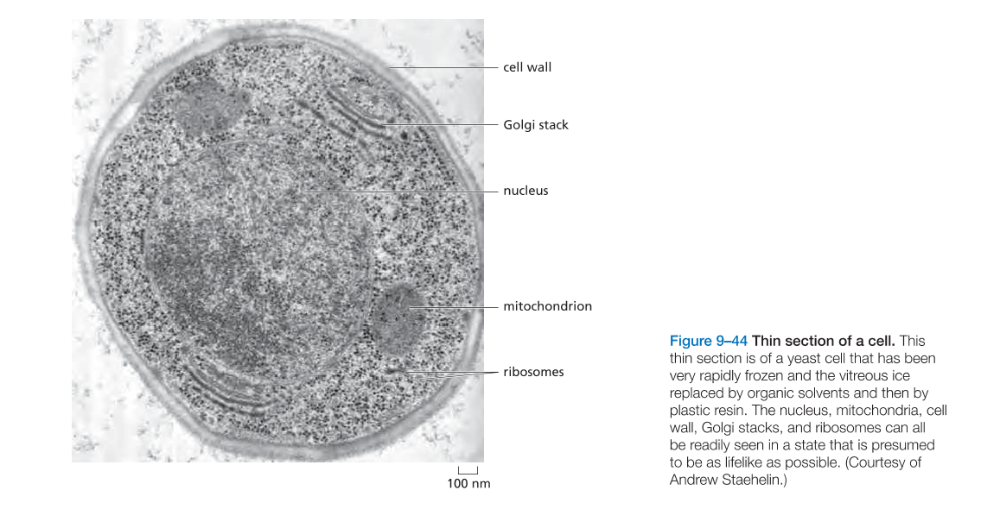 cell wall
Golgi stack
nucleus
mitochondrion
ribosomes
100 nm
Figure 9–44 Thin section of a cell. This
thin section is of a yeast cell that has been
very rapidly frozen and the vitreous ice
replaced by organic solvents and then by
plastic resin. The nucleus, mitochondria, cell
wall, Golgi stacks, and ribosomes can all
be readily seen in a state that is presumed
to be as lifelike as possible. (Courtesy of
Andrew Staehelin.)